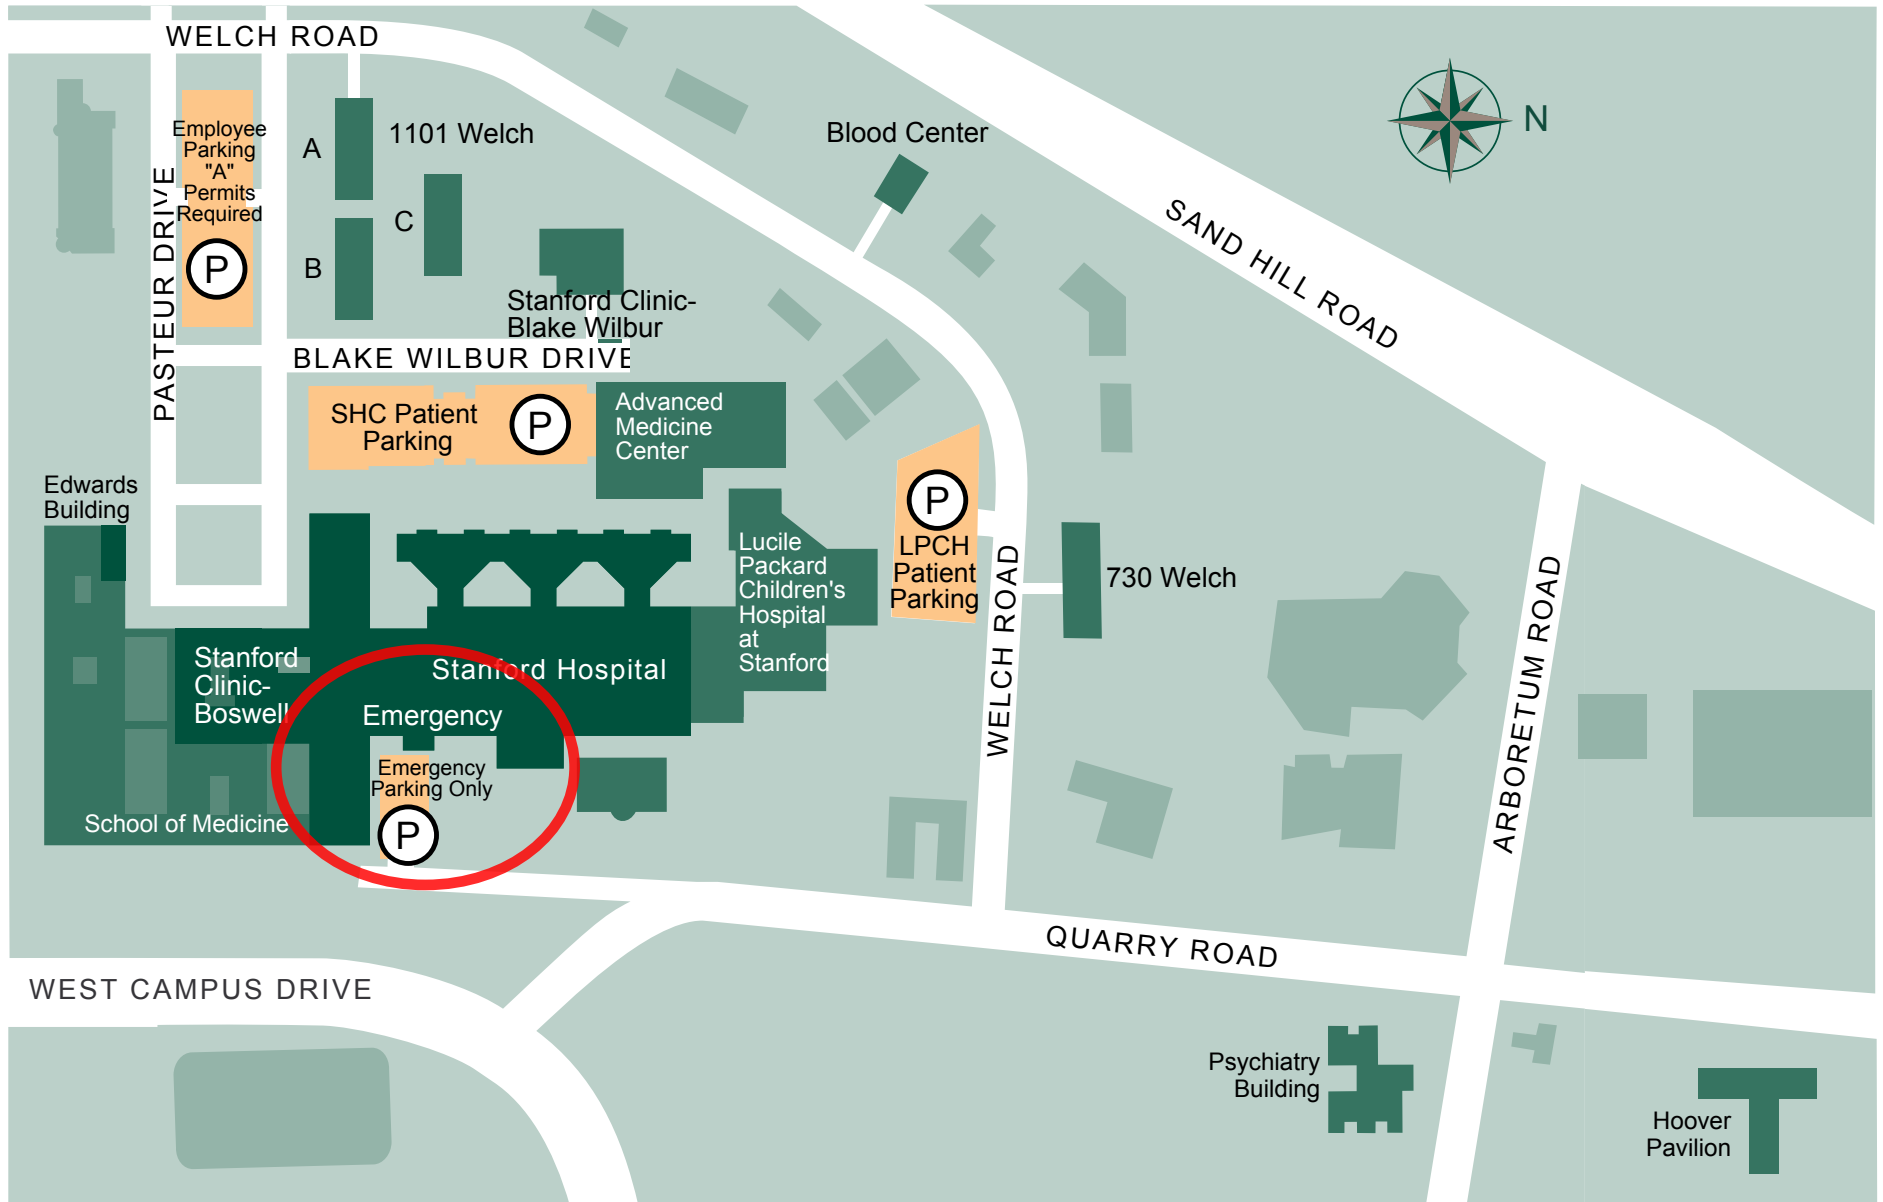 WELCH ROAD
Employee
Parking
"A"
Permits
Required
P
PASTEUR DRIVE
A
1101 Welch
B
C
Blood Center
N
SAND HILL ROAD
Stanford Clinic-
Blake Wilbur
BLAKE WILBUR DRIVE
SHC Patient
Parking
P
Advanced
Medicine
Center
Edwards
Building
P
LPCH
Patient
Parking
Lucile
Packard
Children's
Hospital
at
Stanford
WELCH ROAD
730 Welch
ARBORETUM ROAD
Stanford
Clinic-
Boswell
Stanford Hospital
Emergency
Emergency
Parking Only
P
School of Medicine
QUARRY ROAD
WEST CAMPUS DRIVE
Psychiatry
Building
Hoover
Pavilion